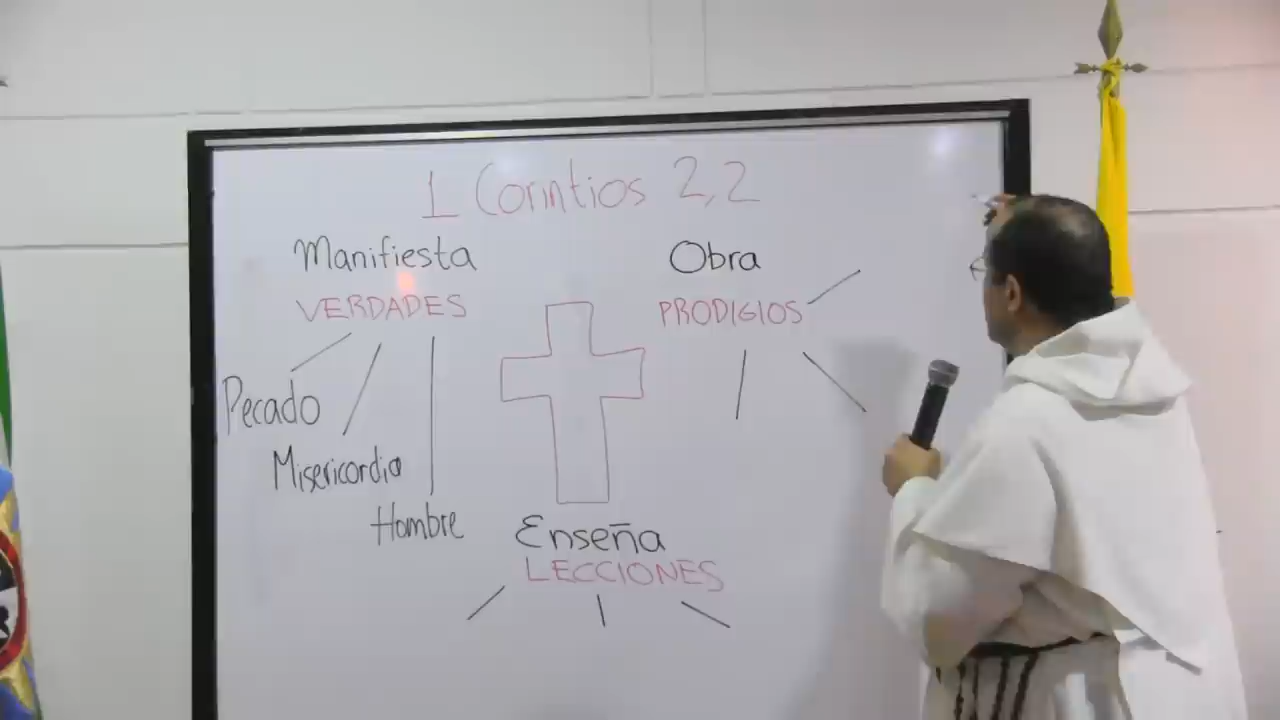 1 Corintios 2,2
Manifiesta
VERDADES
Pecado
Misericordia
Hombre
Obra
PRODIGIOS
Enseña
LECCIONES